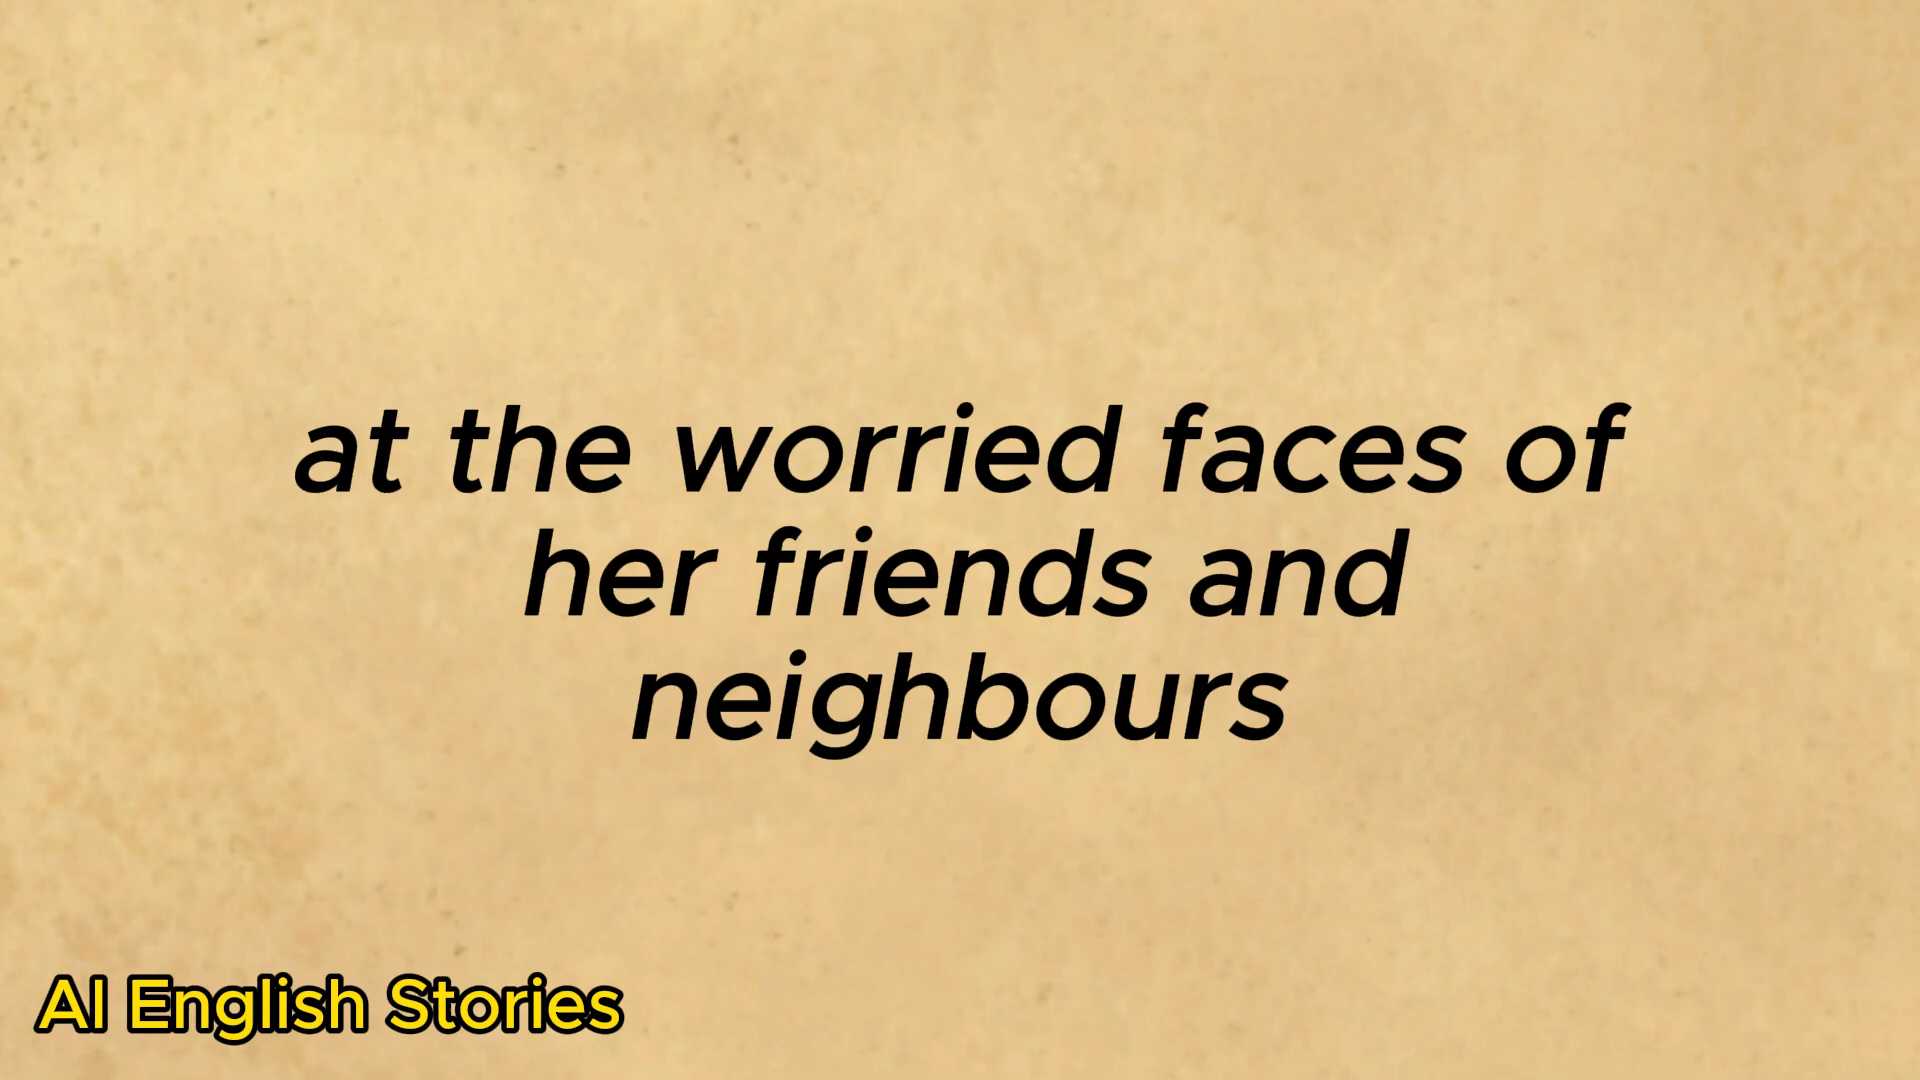 at the worried faces of
her friends and
neighbours
AI English Stories